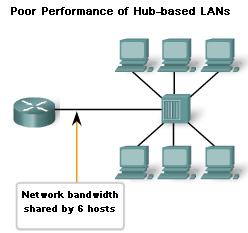 Poor Performance of Hub-based LANs
Network bandwidth
shared by 6 hosts